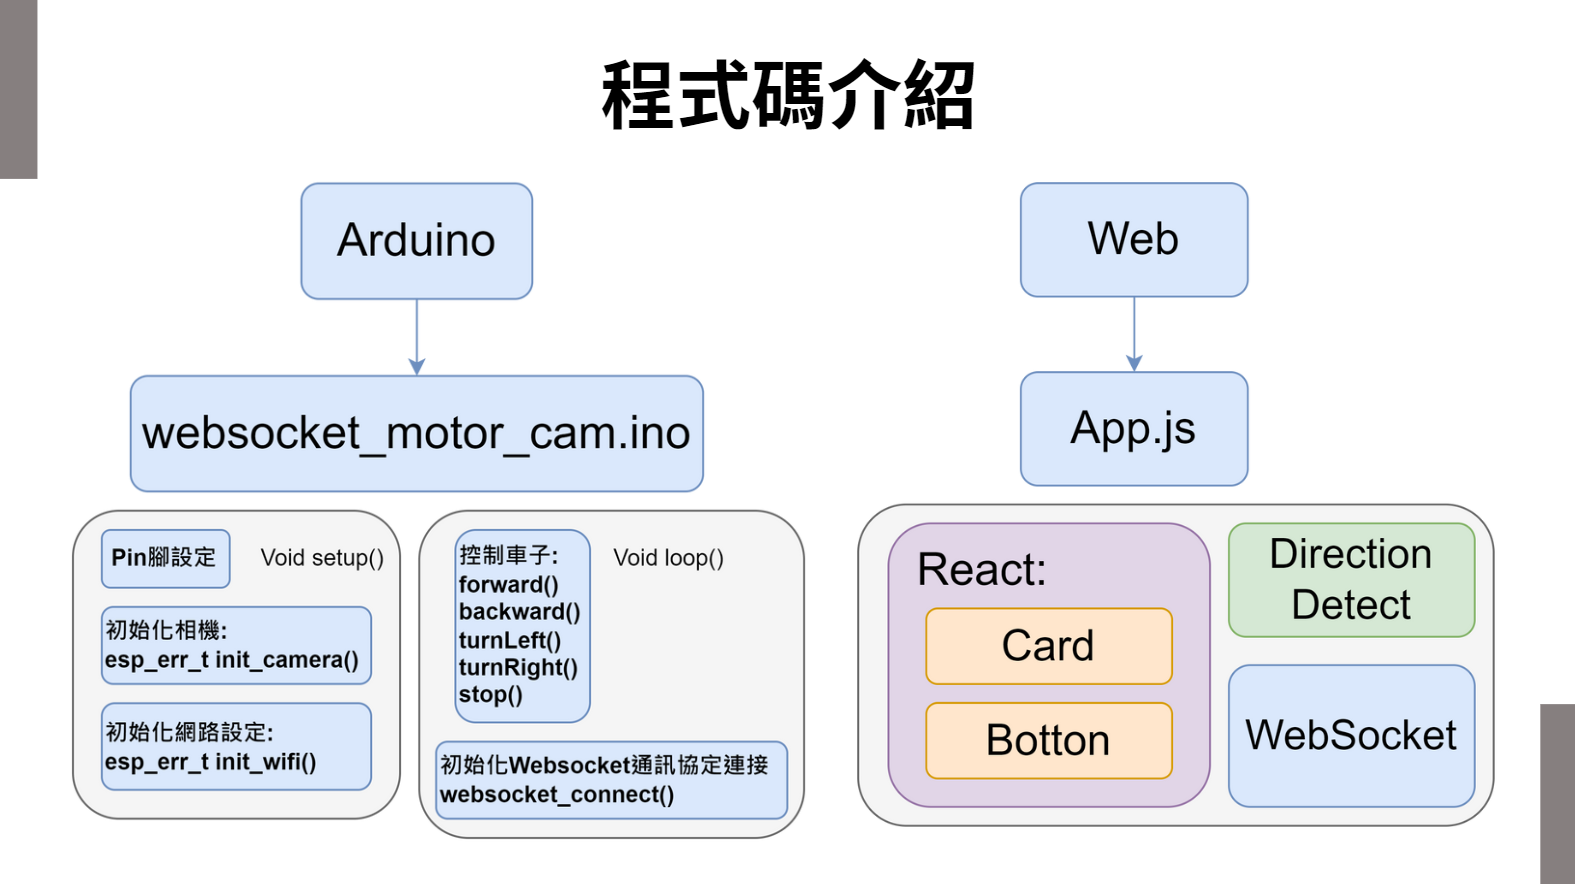 程式碼介紹
Arduino
websocket_motor_cam.ino
Pin腳設定
Void setup()
初始化相機:
esp_err_t init_camera()
初始化網路設定:
esp_err_t init_wifi()
控制車子:
forward()
backward()
turnLeft()
turnRight()
stop()
Void loop()
初始化Websocket通訊協定連接
websocket_connect()
Web
App.js
React:
Card
Botton
Direction
Detect
WebSocket